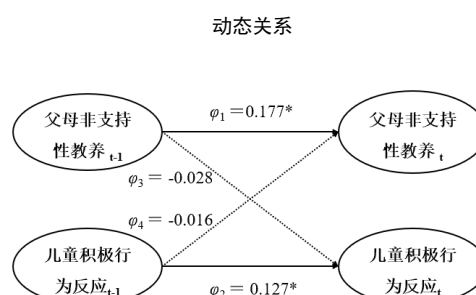 动态关系
父母非支持
性教养 t-1
φ1＝0.177*
父母非支持
性教养 t
φ3＝ -0.028
φ4＝ -0.016
儿童积极行
为反应t-1
φ2＝ 0.127*
儿童积极行
为反应t